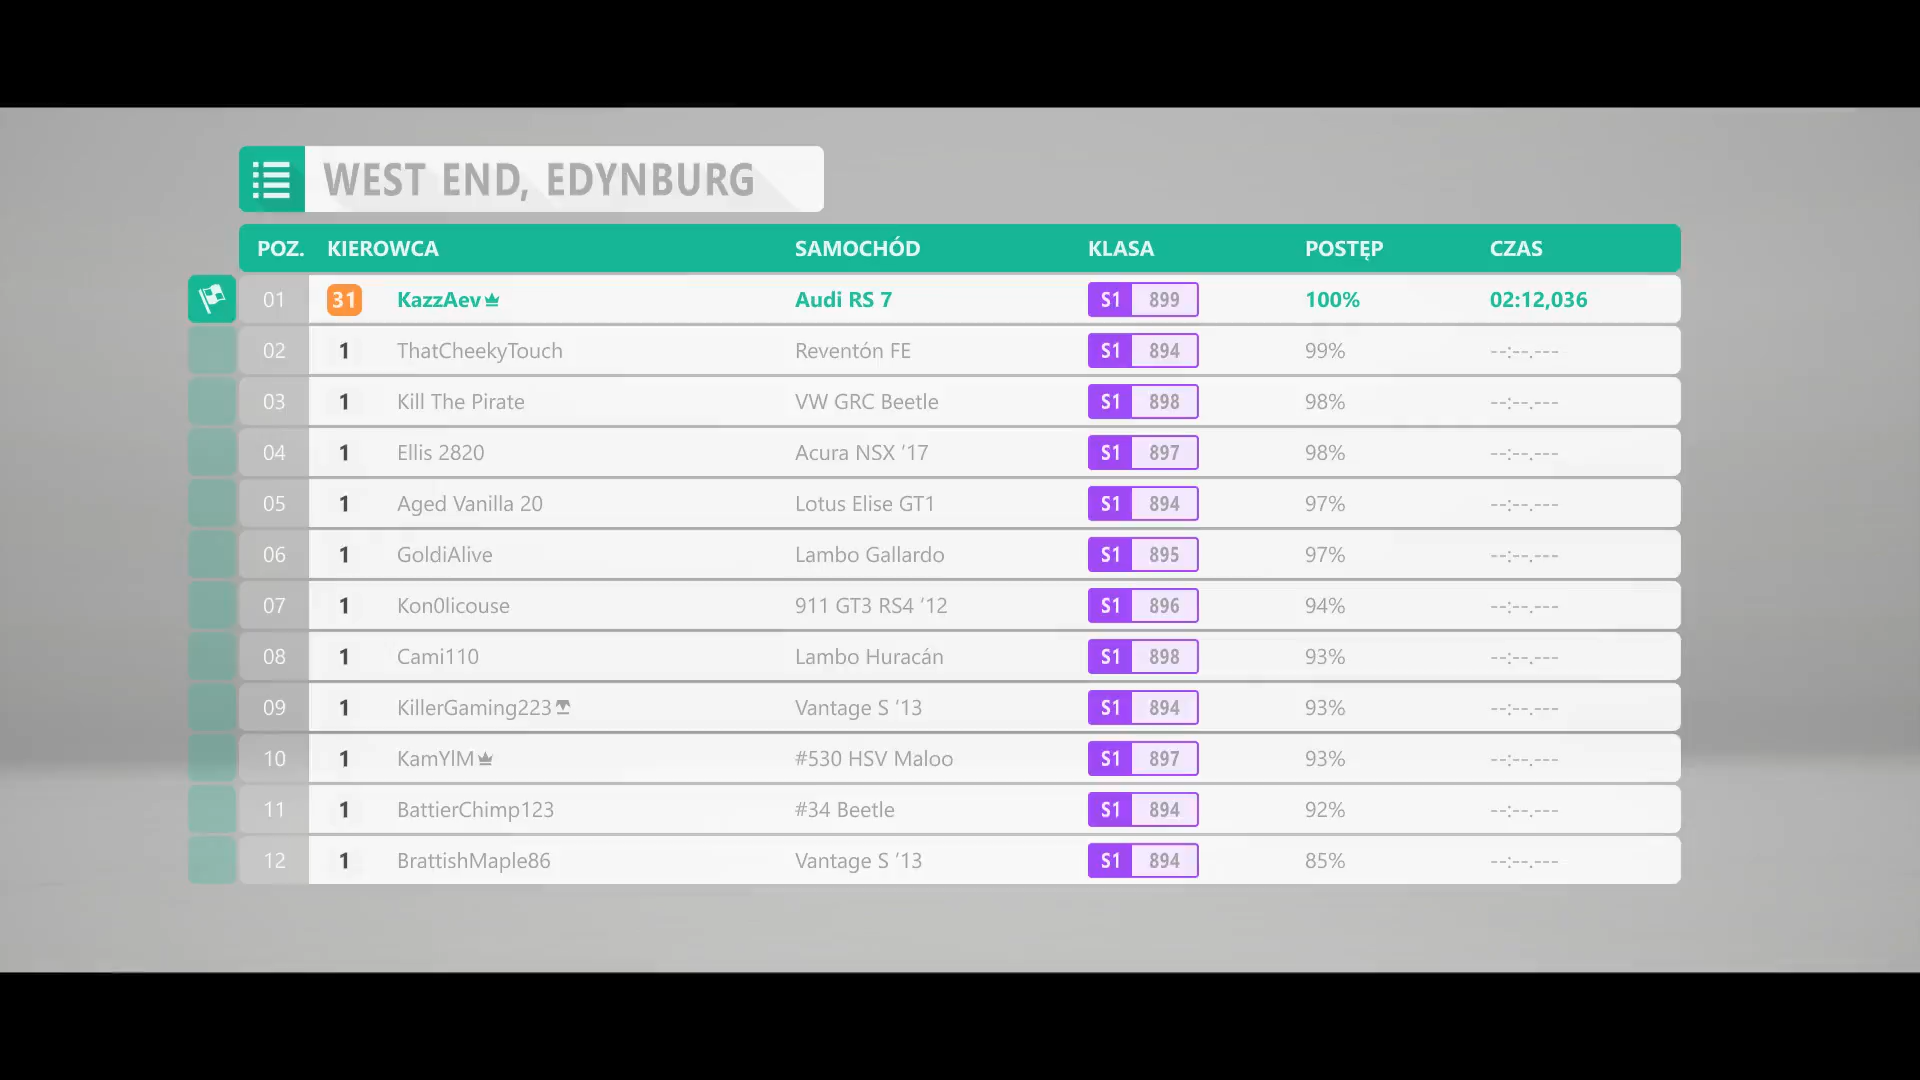 WEST END, EDYNBURG
POZ. KIEROWCA SAMOCHÓD KLASA POSTĘP CZAS
01 31 KazzAev Audi RS 7 S1 899 100% 02:12,036
02 1 ThatCheekyTouch Reventón FE S1 894 99% --:--.---
03 1 Kill The Pirate VW GRC Beetle S1 898 98% --:--.---
04 1 Ellis 2820 Acura NSX ’17 S1 897 98% --:--.---
05 1 Aged Vanilla 20 Lotus Elise GT1 S1 894 97% --:--.---
06 1 GoldiAlive Lambo Gallardo S1 895 97% --:--.---
07 1 Kon0licouse 911 GT3 RS4 ’12 S1 896 94% --:--.---
08 1 Cami110 Lambo Huracán S1 898 93% --:--.---
09 1 KillerGaming223 Vantage S ’13 S1 894 93% --:--.---
10 1 KamYlM #530 HSV Maloo S1 897 93% --:--.---
11 1 BattierChimp123 #34 Beetle S1 894 92% --:--.---
12 1 BrattishMaple86 Vantage S ’13 S1 894 85% --:--.---